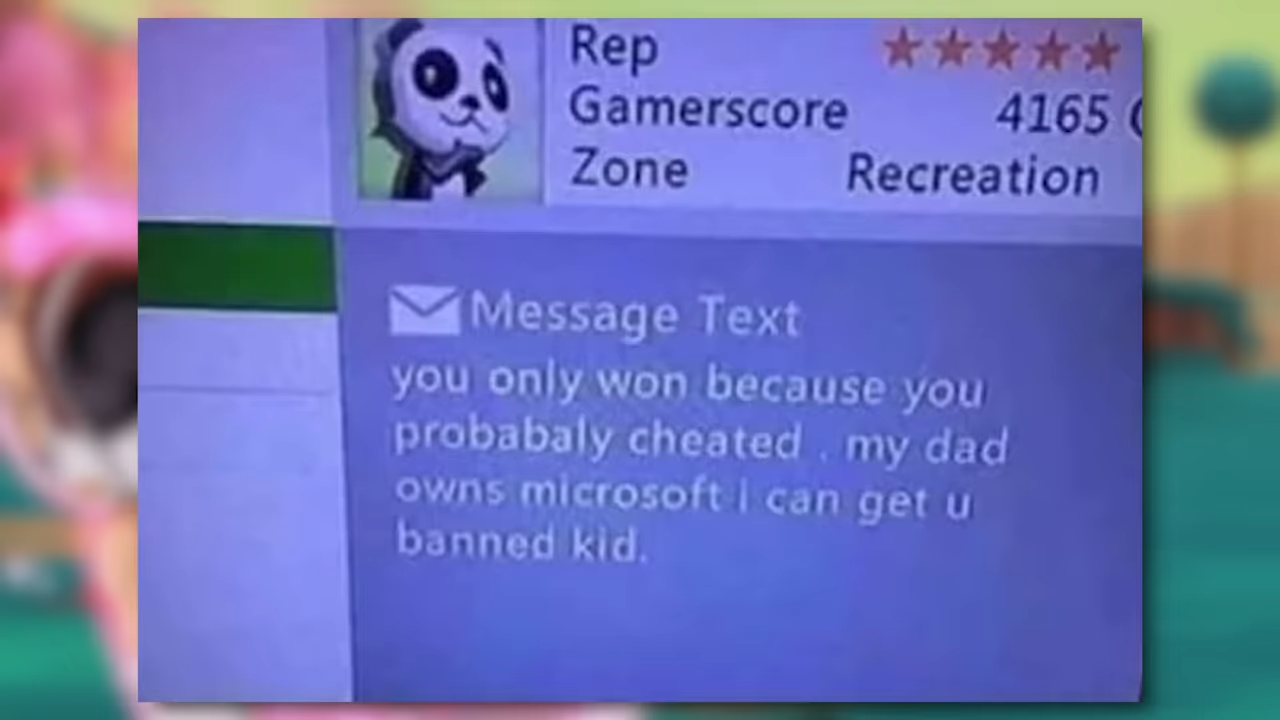 Rep
Gamerscore 4165
Zone Recreation
Message Text
you only won because you
probabaly cheated . my dad
owns microsoft i can get u
banned kid.